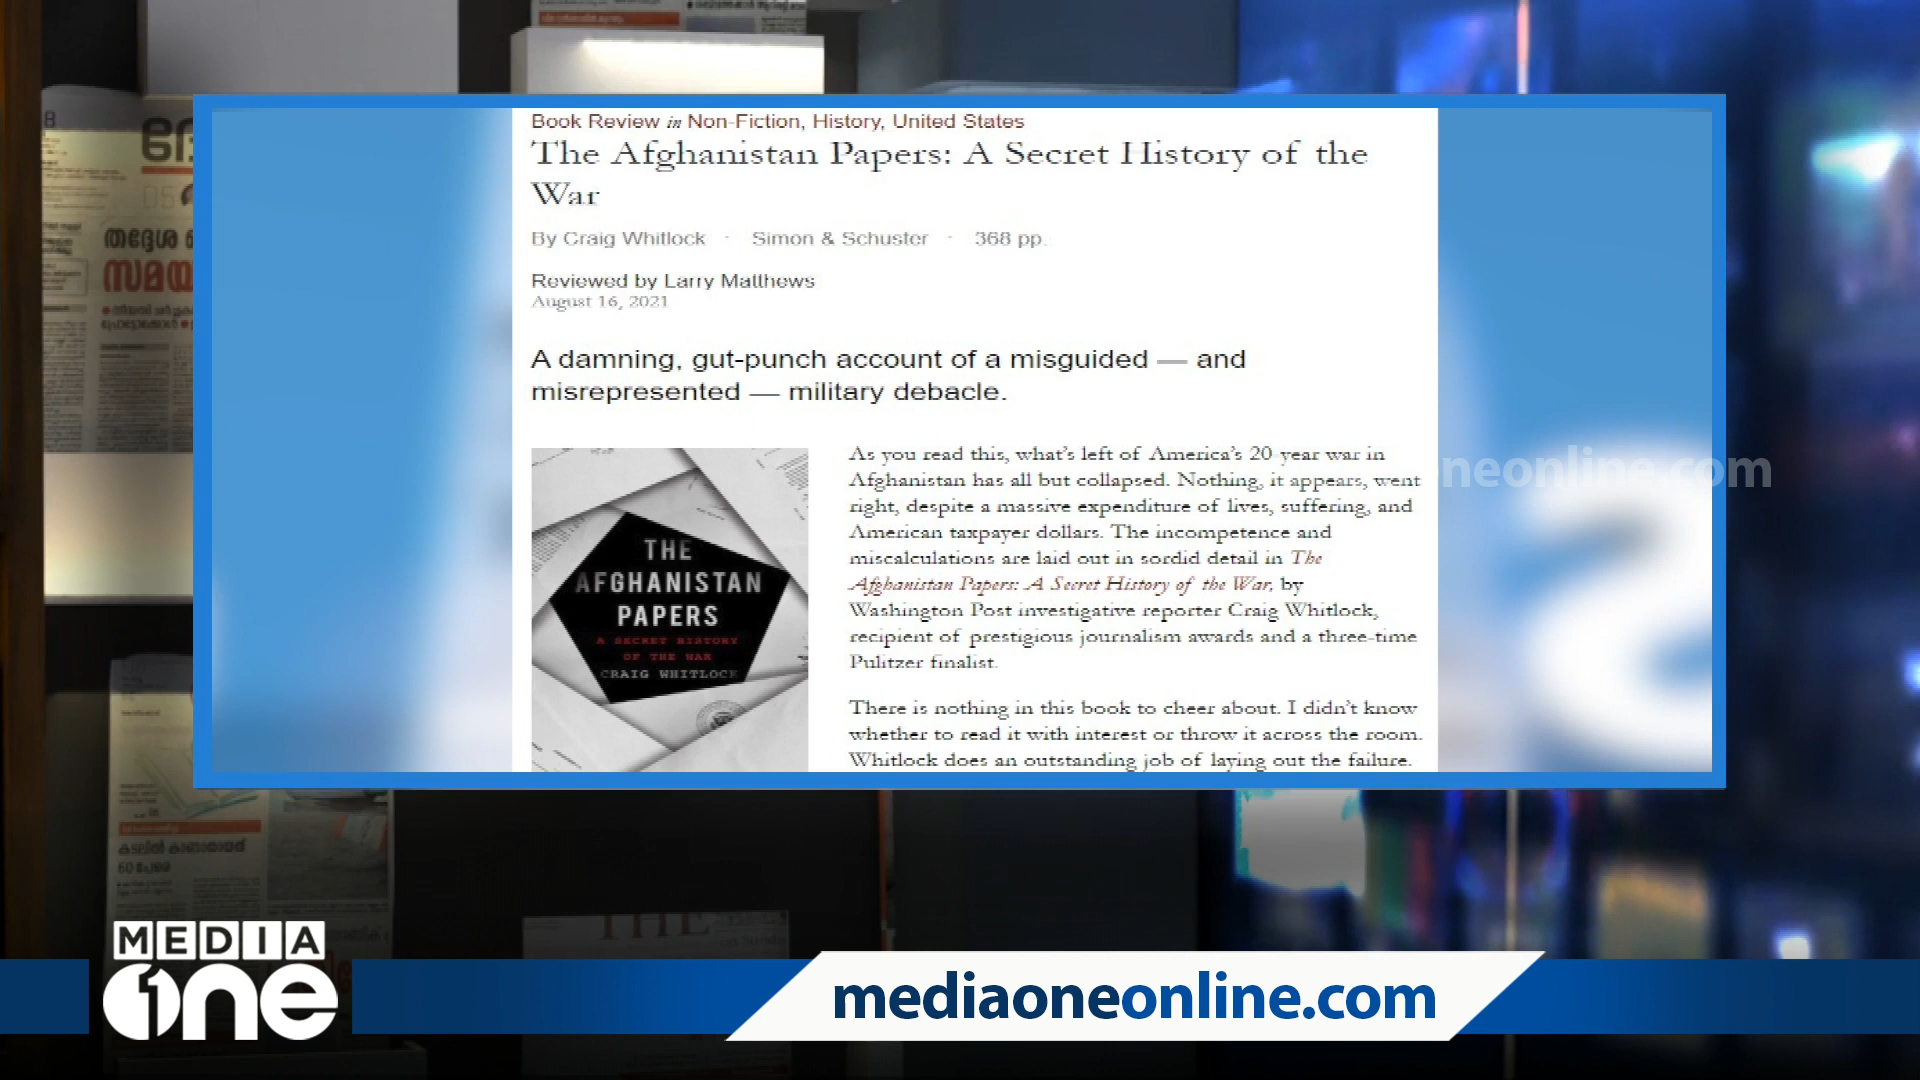 Book Review in Non-Fiction, History, United States
The Afghanistan Papers: A Secret History of the
War
By Craig Whitlock · Simon & Schuster · 368 pp.
Reviewed by Larry Matthews
August 16, 2021
A damning, gut-punch account of a misguided — and
misrepresented — military debacle.
THE
AFGHANISTAN
PAPERS
A SECRET HISTORY
OF THE WAR
CRAIG WHITLOCK
As you read this, what's left of America's 20-year war in
Afghanistan has all but collapsed. Nothing, it appears, went
right, despite a massive expenditure of lives, suffering, and
American taxpayer dollars. The incompetence and
miscalculations are laid out in sordid detail in The
Afghanistan Papers: A Secret History of the War, by
Washington Post investigative reporter Craig Whitlock,
recipient of prestigious journalism awards and a three-time
Pulitzer finalist.
There is nothing in this book to cheer about. I didn't know
whether to read it with interest or throw it across the room.
Whitlock does an outstanding job of laying out the failure.
neonline.com
തദ്ദേശ
സമയ
കടലിൽ കാണാതായത്
60 പേരെ
THE
MEDIA
one
mediaoneonline.com